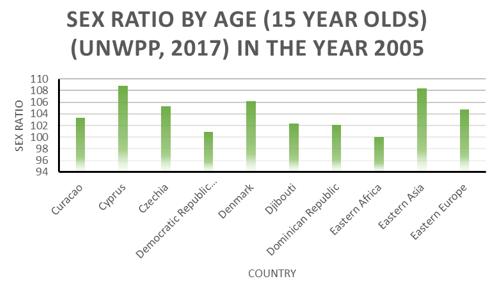 SEX RATIO BY AGE (15 YEAR OLDS)
(UNWPP, 2017) IN THE YEAR 2005
110
108
106
104
102
100
98
96
94
SEX RATIO
Curacao
Cyprus
Czechia
Democratic Republic...
Denmark
Djibouti
Dominican Republic
Eastern Africa
Eastern Asia
Eastern Europe
COUNTRY